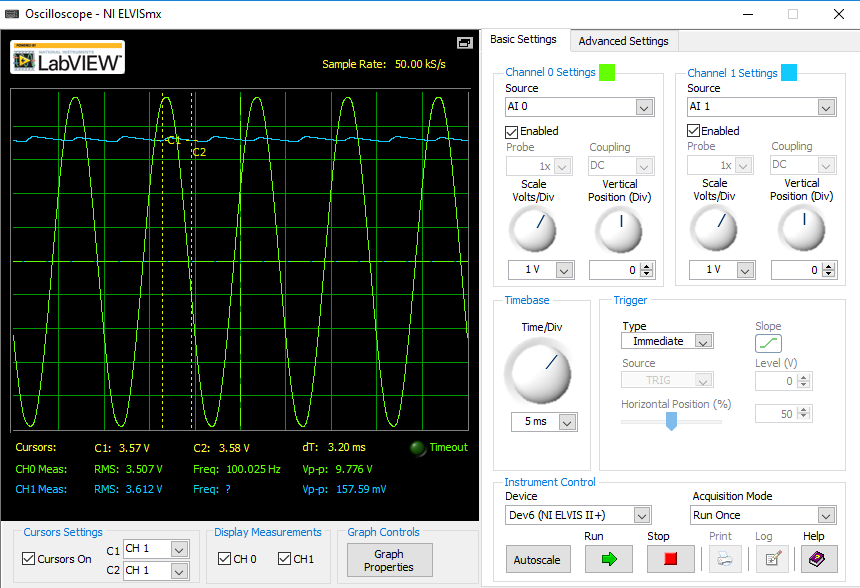 Oscilloscope - NI ELVISmx
POWERED BY
NATIONAL INSTRUMENTS
LabVIEW™
Sample Rate: 50.00 kS/s
C1
C2
Cursors: C1: 3.57 V C2: 3.58 V dT: 3.20 ms Timeout
CH0 Meas: RMS: 3.507 V Freq: 100.025 Hz Vp-p: 9.776 V
CH1 Meas: RMS: 3.612 V Freq: ? Vp-p: 157.59 mV
Cursors Settings
Cursors On
C1 CH 1
C2 CH 1
Display Measurements
CH 0 CH1
Graph Controls
Graph
Properties
Basic Settings Advanced Settings
Channel 0 Settings
Source
AI 0
Enabled
Probe Coupling
1x DC
Scale
Volts/Div
Vertical
Position (Div)
1 V 0
Channel 1 Settings
Source
AI 1
Enabled
Probe Coupling
1x DC
Scale
Volts/Div
Vertical
Position (Div)
1 V 0
Timebase
Time/Div
5 ms
Trigger
Type
Immediate
Slope
Source
TRIG
Level (V)
0
Horizontal Position (%)
50
Instrument Control
Device
Dev6 (NI ELVIS II+)
Acquisition Mode
Run Once
Run Stop Print Log Help
Autoscale